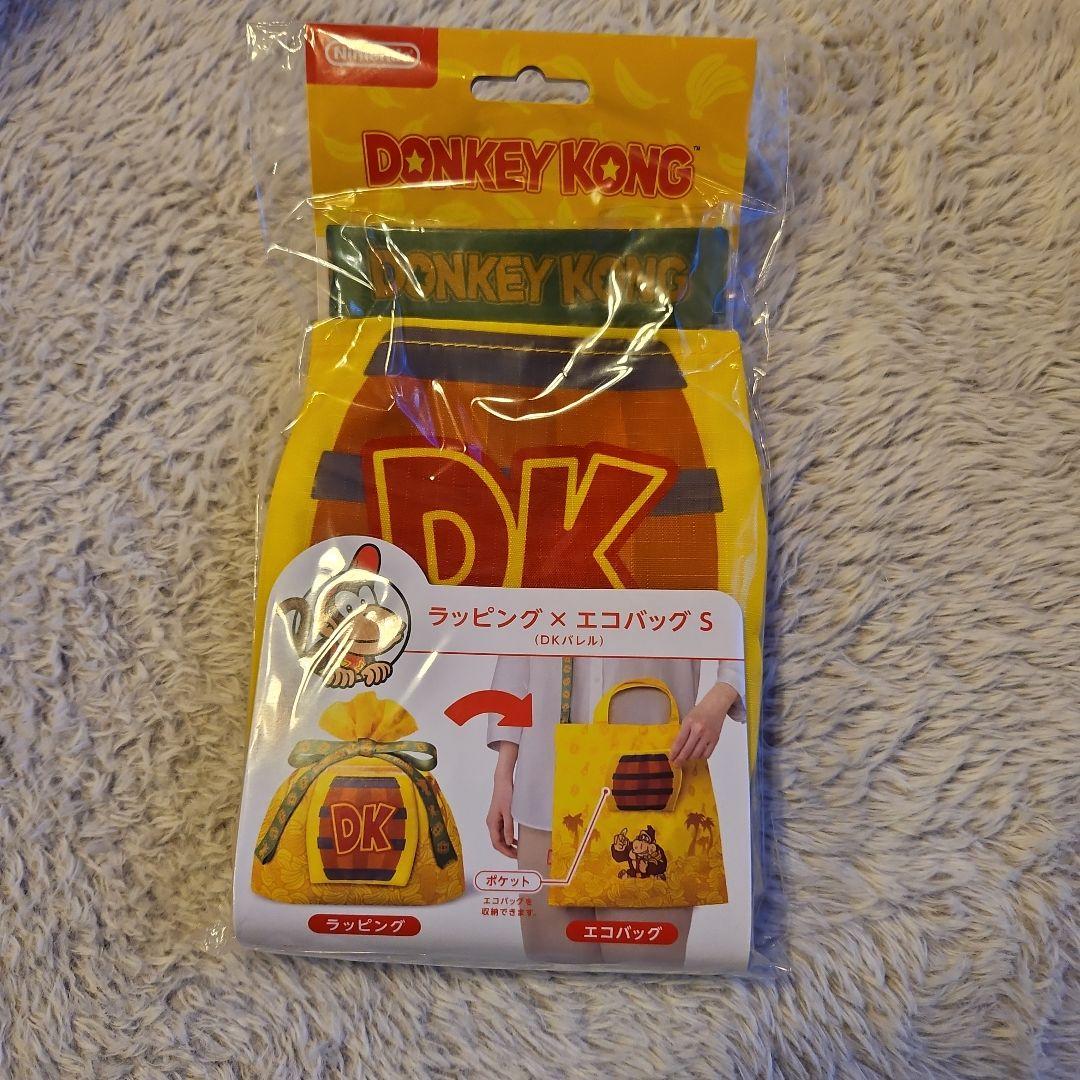 Nintendo
DONKEY KONG™
DONKEY KONG
DK
ラッピング × エコバッグ S
(DKバレル)
DK
ポケット
エコバッグを
収納できます。
ラッピング
エコバッグ